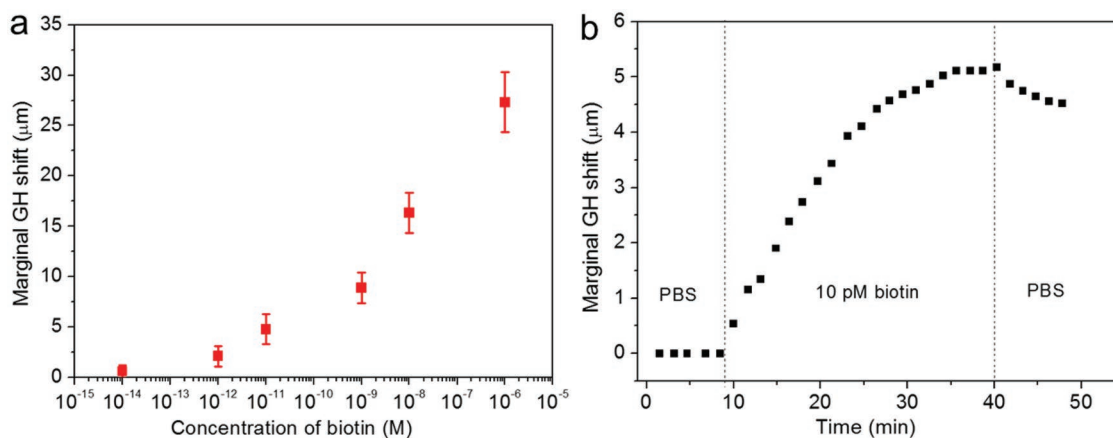 a
35
30
25
20
15
10
5
0
Marginal GH shift (μm)
10⁻¹⁵ 10⁻¹⁴ 10⁻¹³ 10⁻¹² 10⁻¹¹ 10⁻¹⁰ 10⁻⁹ 10⁻⁸ 10⁻⁷ 10⁻⁶ 10⁻⁵
Concentration of biotin (M)
b
6
5
4
3
2
1
0
Marginal GH shift (μm)
PBS
10 pM biotin
PBS
0 10 20 30 40 50
Time (min)